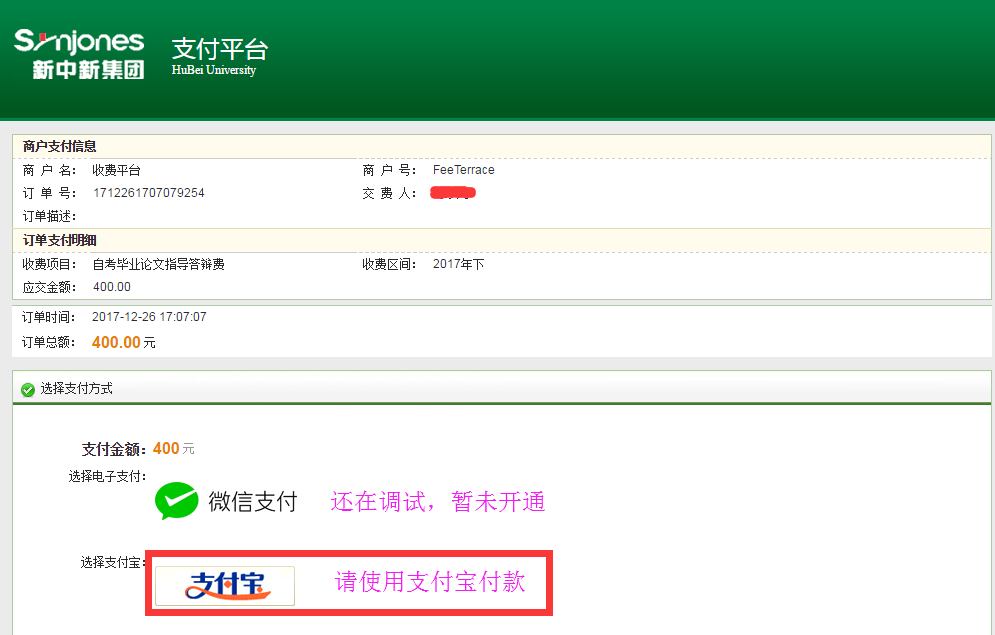 Synjones
新中新集团
支付平台
HuBei University
商户支付信息
商 户 名： 收费平台 商 户 号： FeeTerrace
订 单 号： 1712261707079254 交 费 人：
订单描述：
订单支付明细
收费项目： 自考毕业论文指导答辩费 收费区间： 2017年下
应交金额： 400.00
订单时间： 2017-12-26 17:07:07
订单总额： 400.00 元
选择支付方式
支付金额：400 元
选择电子支付：
微信支付 还在调试，暂未开通
选择支付宝：
支付宝 请使用支付宝付款